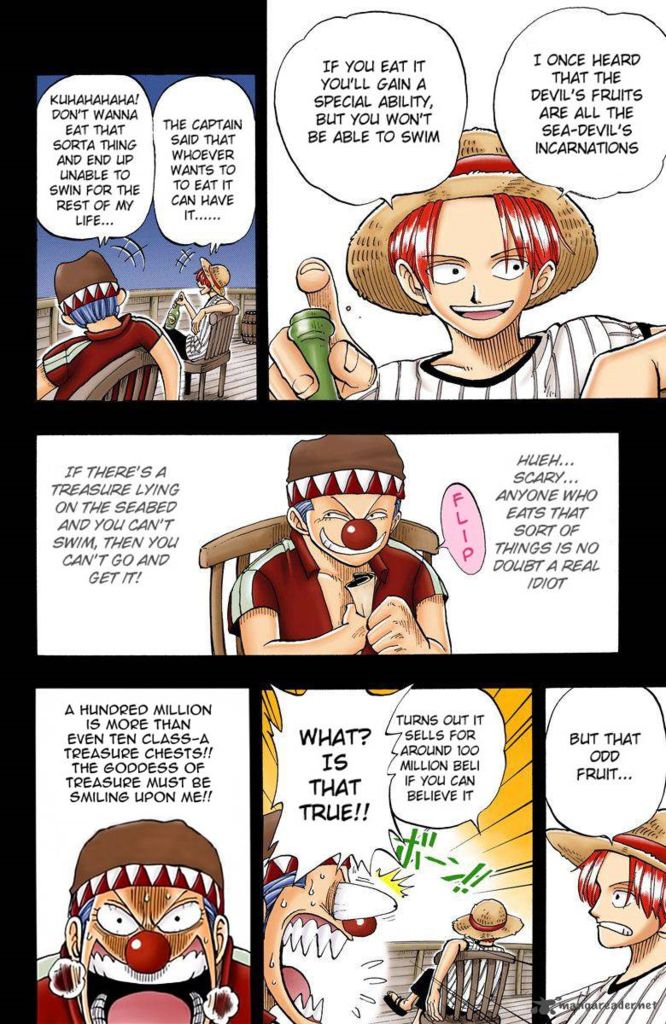 I ONCE HEARD
THAT THE
DEVIL'S FRUITS
ARE ALL THE
SEA-DEVIL'S
INCARNATIONS
IF YOU EAT IT
YOU'LL GAIN A
SPECIAL ABILITY,
BUT YOU WON'T
BE ABLE TO SWIM
THE CAPTAIN
SAID THAT
WHOEVER
WANTS TO
TO EAT IT
CAN HAVE
IT......
KUHAHAHAHA!
DON'T WANNA
EAT THAT
SORTA THING
AND END UP
UNABLE TO
SWIN FOR THE
REST OF MY
LIFE...
HUEH...
SCARY...
ANYONE WHO
EATS THAT
SORT OF
THINGS IS NO
DOUBT A REAL
IDIOT
FLIP
IF THERE'S A
TREASURE LYING
ON THE SEABED
AND YOU CAN'T
SWIM, THEN YOU
CAN'T GO AND
GET IT!
BUT THAT
ODD
FRUIT...
TURNS OUT IT
SELLS FOR
AROUND 100
MILLION BELI
IF YOU CAN
BELIEVE IT
WHAT?
IS
THAT
TRUE!!
ボーン!!
A HUNDRED MILLION
IS MORE THAN
EVEN TEN CLASS-A
TREASURE CHESTS!!
THE GODDESS OF
TREASURE MUST BE
SMILING UPON ME!!
mangareader.net